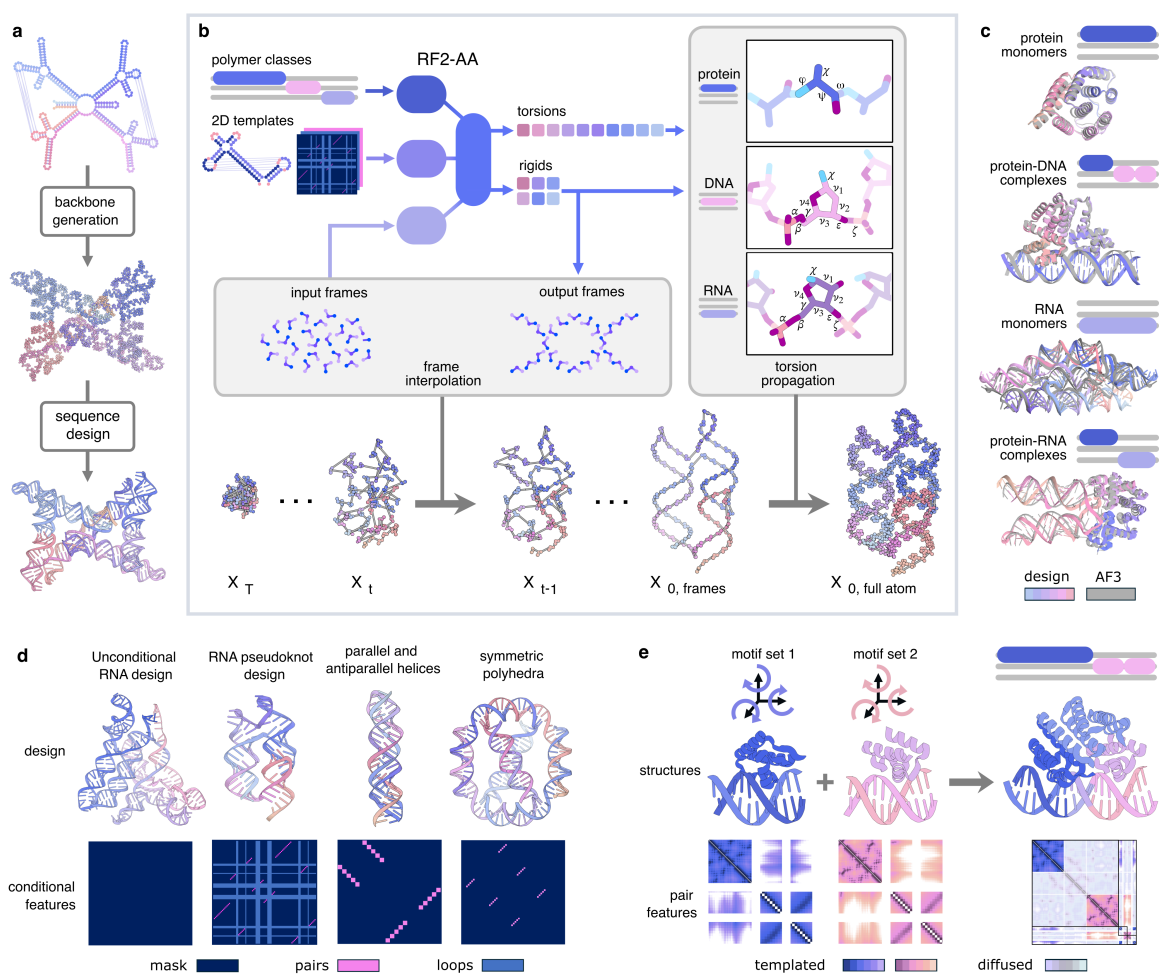 a
backbone
generation
sequence
design
b
polymer classes
RF2-AA
2D templates
torsions
rigids
input frames
output frames
frame
interpolation
protein
φ
χ
ψ
ω
DNA
χ
ν1
ν2
ν3
ν4
α
β
γ
ε
ζ
RNA
χ
ν1
ν2
ν3
ν4
α
β
γ
ε
ζ
torsion
propagation
...
...
X T
X t
X t-1
X 0, frames
X 0, full atom
c
protein
monomers
protein-DNA
complexes
RNA
monomers
protein-RNA
complexes
design
AF3
d
Unconditional
RNA design
RNA pseudoknot
design
parallel and
antiparallel helices
symmetric
polyhedra
design
conditional
features
mask
pairs
loops
e
motif set 1
motif set 2
structures
+
pair
features
templated
diffused